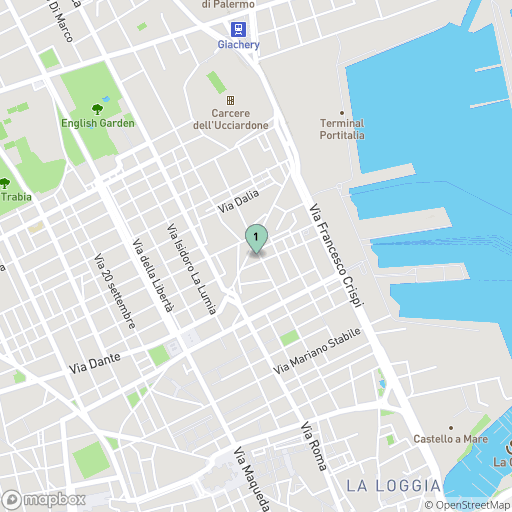 di Palermo
Di Marco
Giachery
English Garden
Carcere
dell'Ucciardone
Terminal
Portitalia
Trabia
Via Dalia
Via Francesco Crispi
1
Via Isidoro La Lumia
Via della Libertà
Via 20 settembre
Via Dante
Via Mariano Stabile
Via Roma
Via Maqueda
Castello a Mare
La
LA LOGGIA
mapbox
© OpenStreetMap